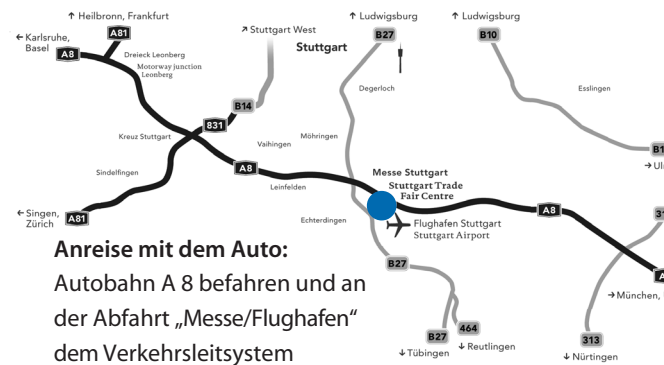 ↑ Heilbronn, Frankfurt
← Karlsruhe,
Basel
A8
A81
Dreieck Leonberg
Motorway junction
Leonberg
↗ Stuttgart West
Stuttgart
↑ Ludwigsburg
B27
Degerloch
↑ Ludwigsburg
B10
Esslingen
B14
831
Kreuz Stuttgart
Vaihingen
Möhringen
Sindelfingen
A8
Leinfelden
Messe Stuttgart
Stuttgart Trade
Fair Centre
← Singen,
Zürich
A81
Echterdingen
Flughafen Stuttgart
Stuttgart Airport
A8
B27
→ München,
B27
464
313
↓ Tübingen
↓ Reutlingen
↓ Nürtingen
Anreise mit dem Auto:
Autobahn A 8 befahren und an
der Abfahrt „Messe/Flughafen“
dem Verkehrsleitsystem